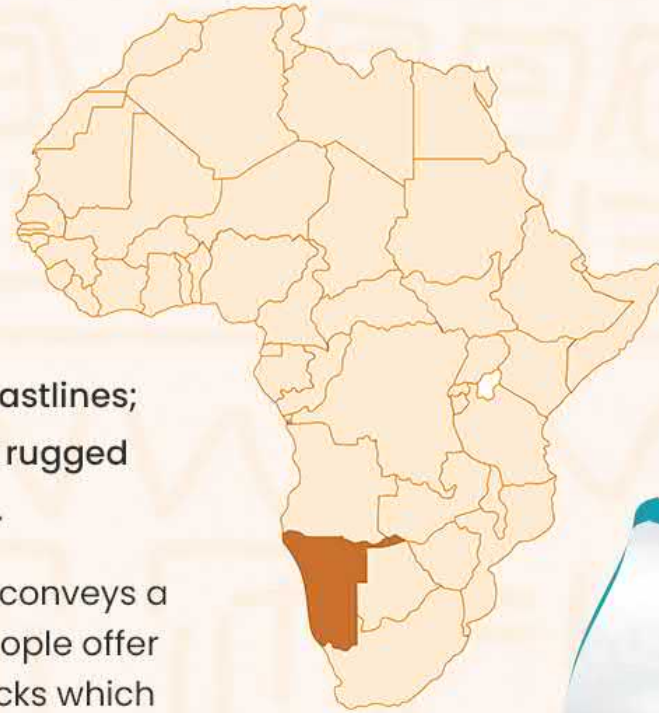 astlines;
rugged
.
conveys a
ople offer
cks which